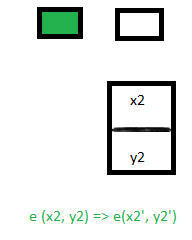 x2
y2
e (x2, y2) => e(x2', y2')